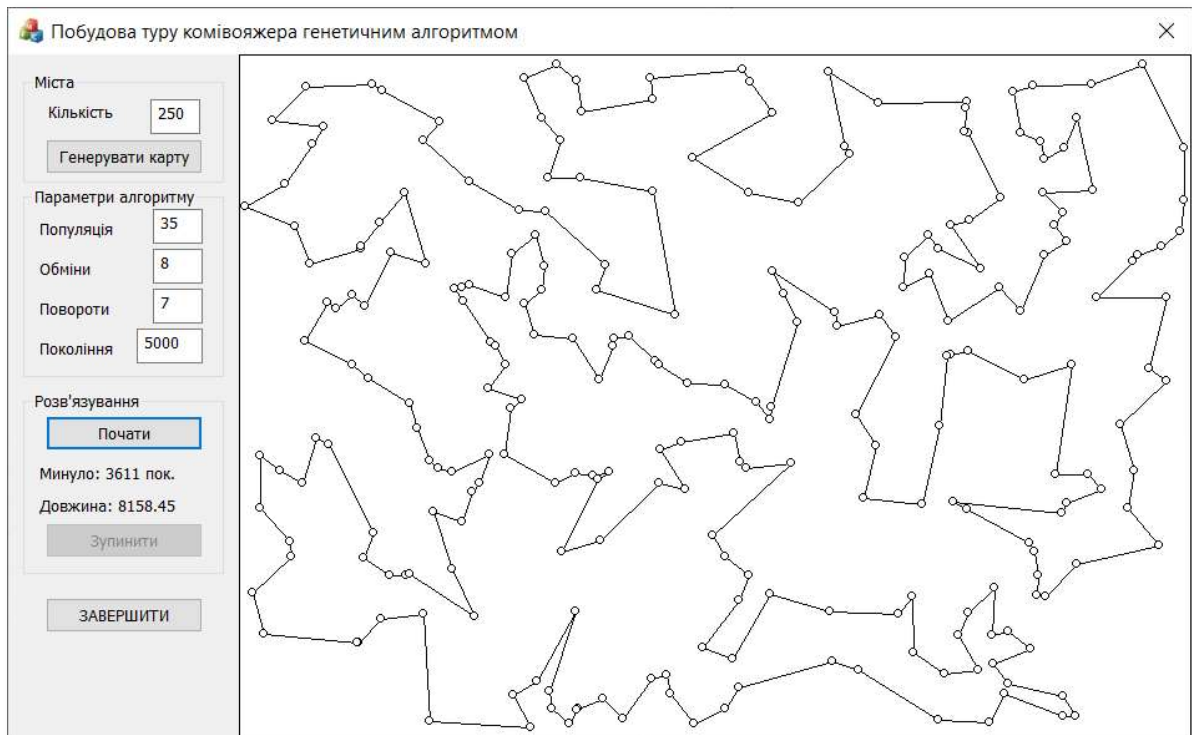 Побудова туру комівояжера генетичним алгоритмом
Міста
Кількість 250
Генерувати карту
Параметри алгоритму
Популяція 35
Обміни 8
Повороти 7
Покоління 5000
Розв'язування
Почати
Минуло: 3611 пок.
Довжина: 8158.45
Зупинити
ЗАВЕРШИТИ